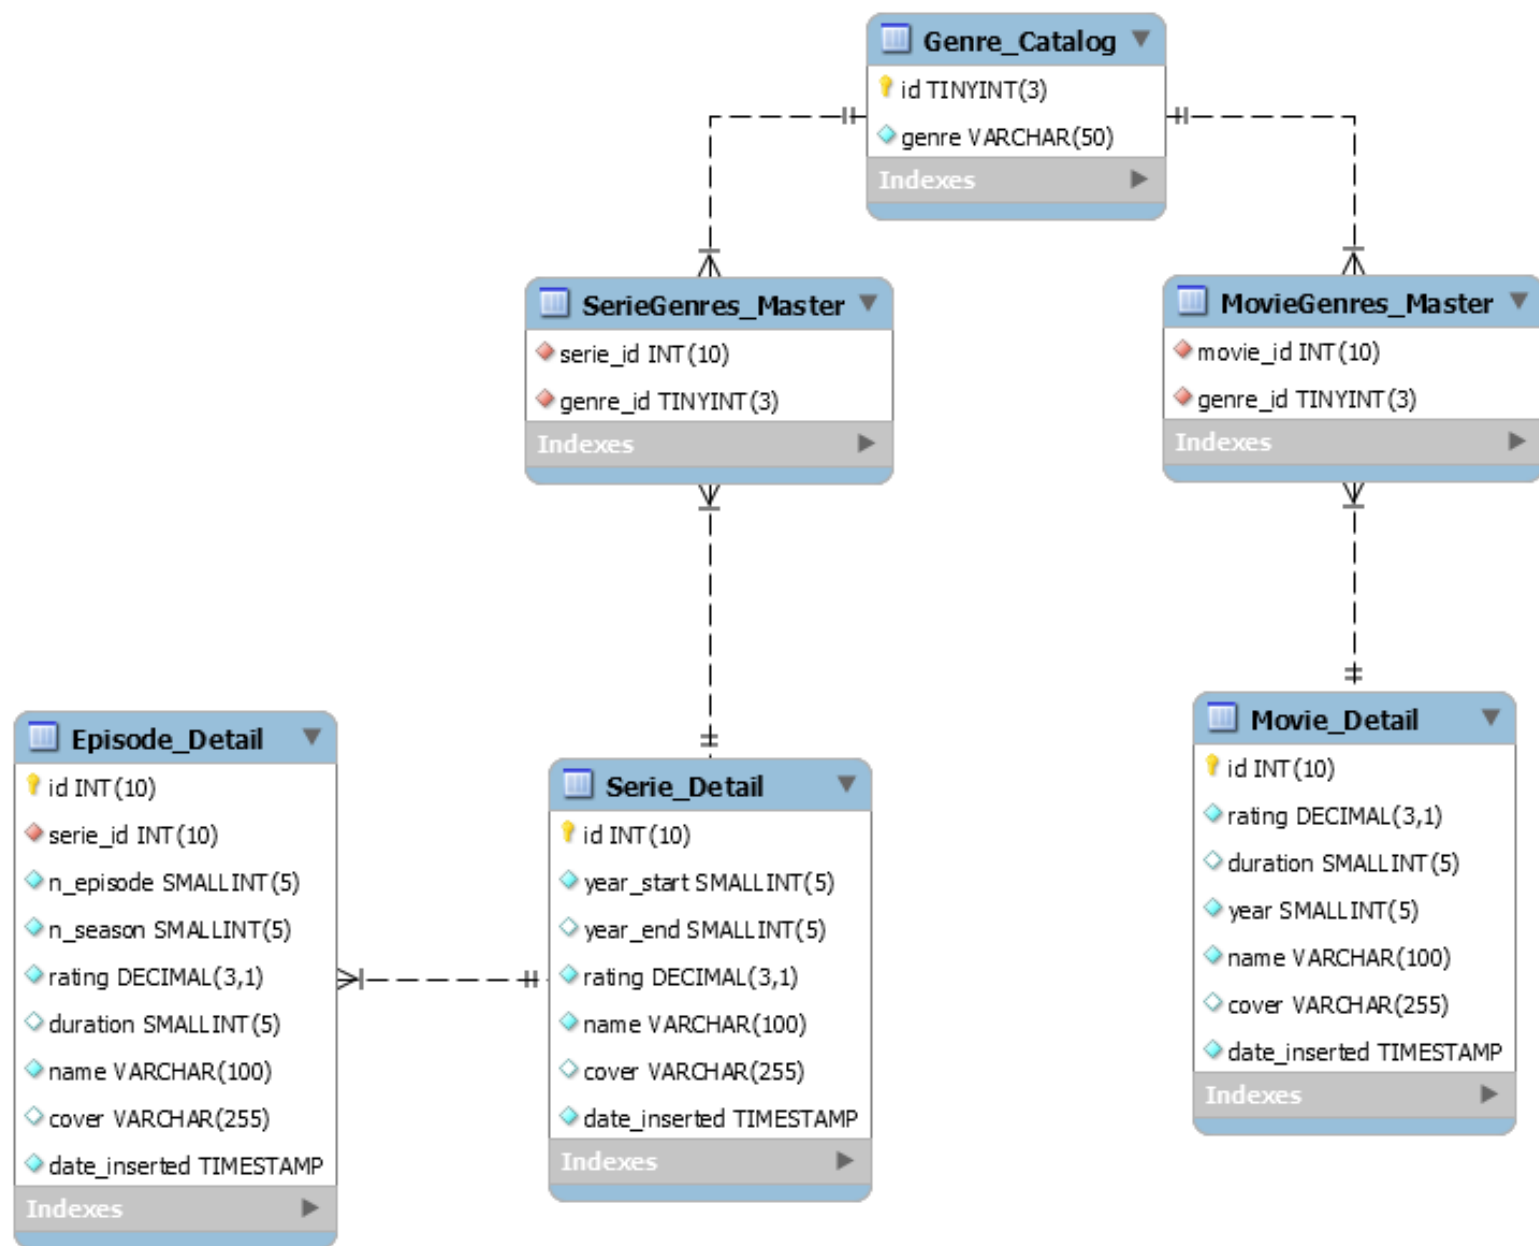 Genre_Catalog
id TINYINT(3)
genre VARCHAR(50)
Indexes
SerieGenres_Master
serie_id INT(10)
genre_id TINYINT(3)
Indexes
MovieGenres_Master
movie_id INT(10)
genre_id TINYINT(3)
Indexes
Episode_Detail
id INT(10)
serie_id INT(10)
n_episode SMALLINT(5)
n_season SMALLINT(5)
rating DECIMAL(3,1)
duration SMALLINT(5)
name VARCHAR(100)
cover VARCHAR(255)
date_inserted TIMESTAMP
Indexes
Serie_Detail
id INT(10)
year_start SMALLINT(5)
year_end SMALLINT(5)
rating DECIMAL(3,1)
name VARCHAR(100)
cover VARCHAR(255)
date_inserted TIMESTAMP
Indexes
Movie_Detail
id INT(10)
rating DECIMAL(3,1)
duration SMALLINT(5)
year SMALLINT(5)
name VARCHAR(100)
cover VARCHAR(255)
date_inserted TIMESTAMP
Indexes